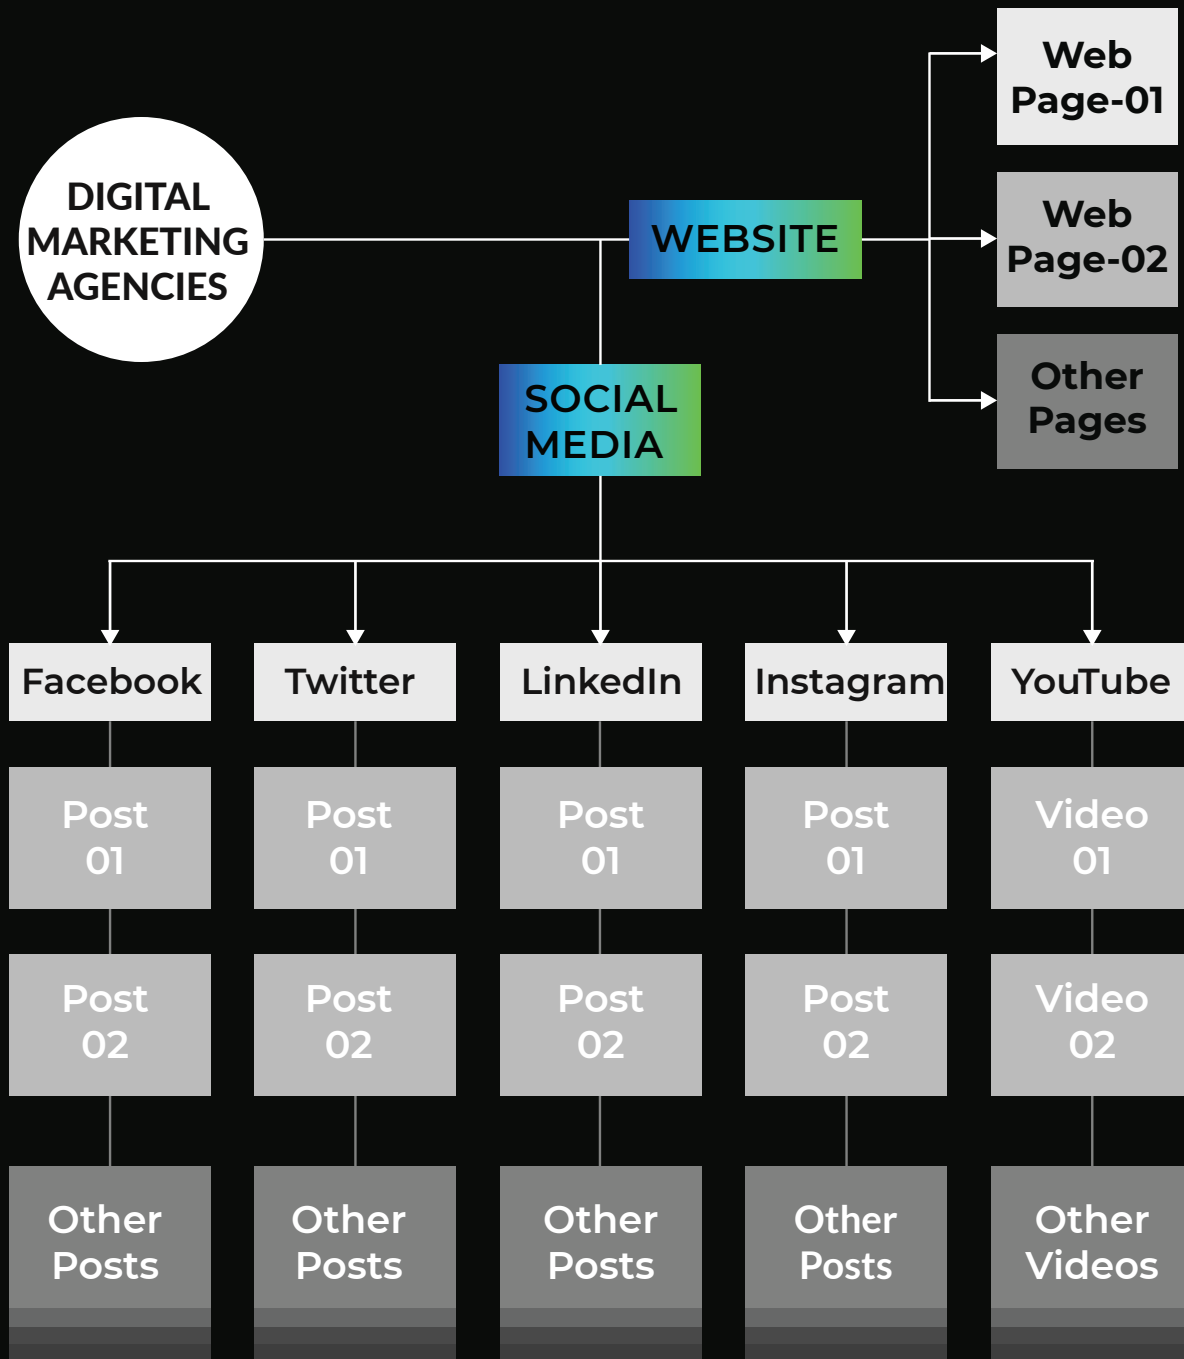 Web
Page-01
DIGITAL
MARKETING
AGENCIES
WEBSITE
Web
Page-02
SOCIAL
MEDIA
Other
Pages
Facebook
Twitter
LinkedIn
Instagram
YouTube
Post
01
Post
01
Post
01
Post
01
Video
01
Post
02
Post
02
Post
02
Post
02
Video
02
Other
Posts
Other
Posts
Other
Posts
Other
Posts
Other
Videos